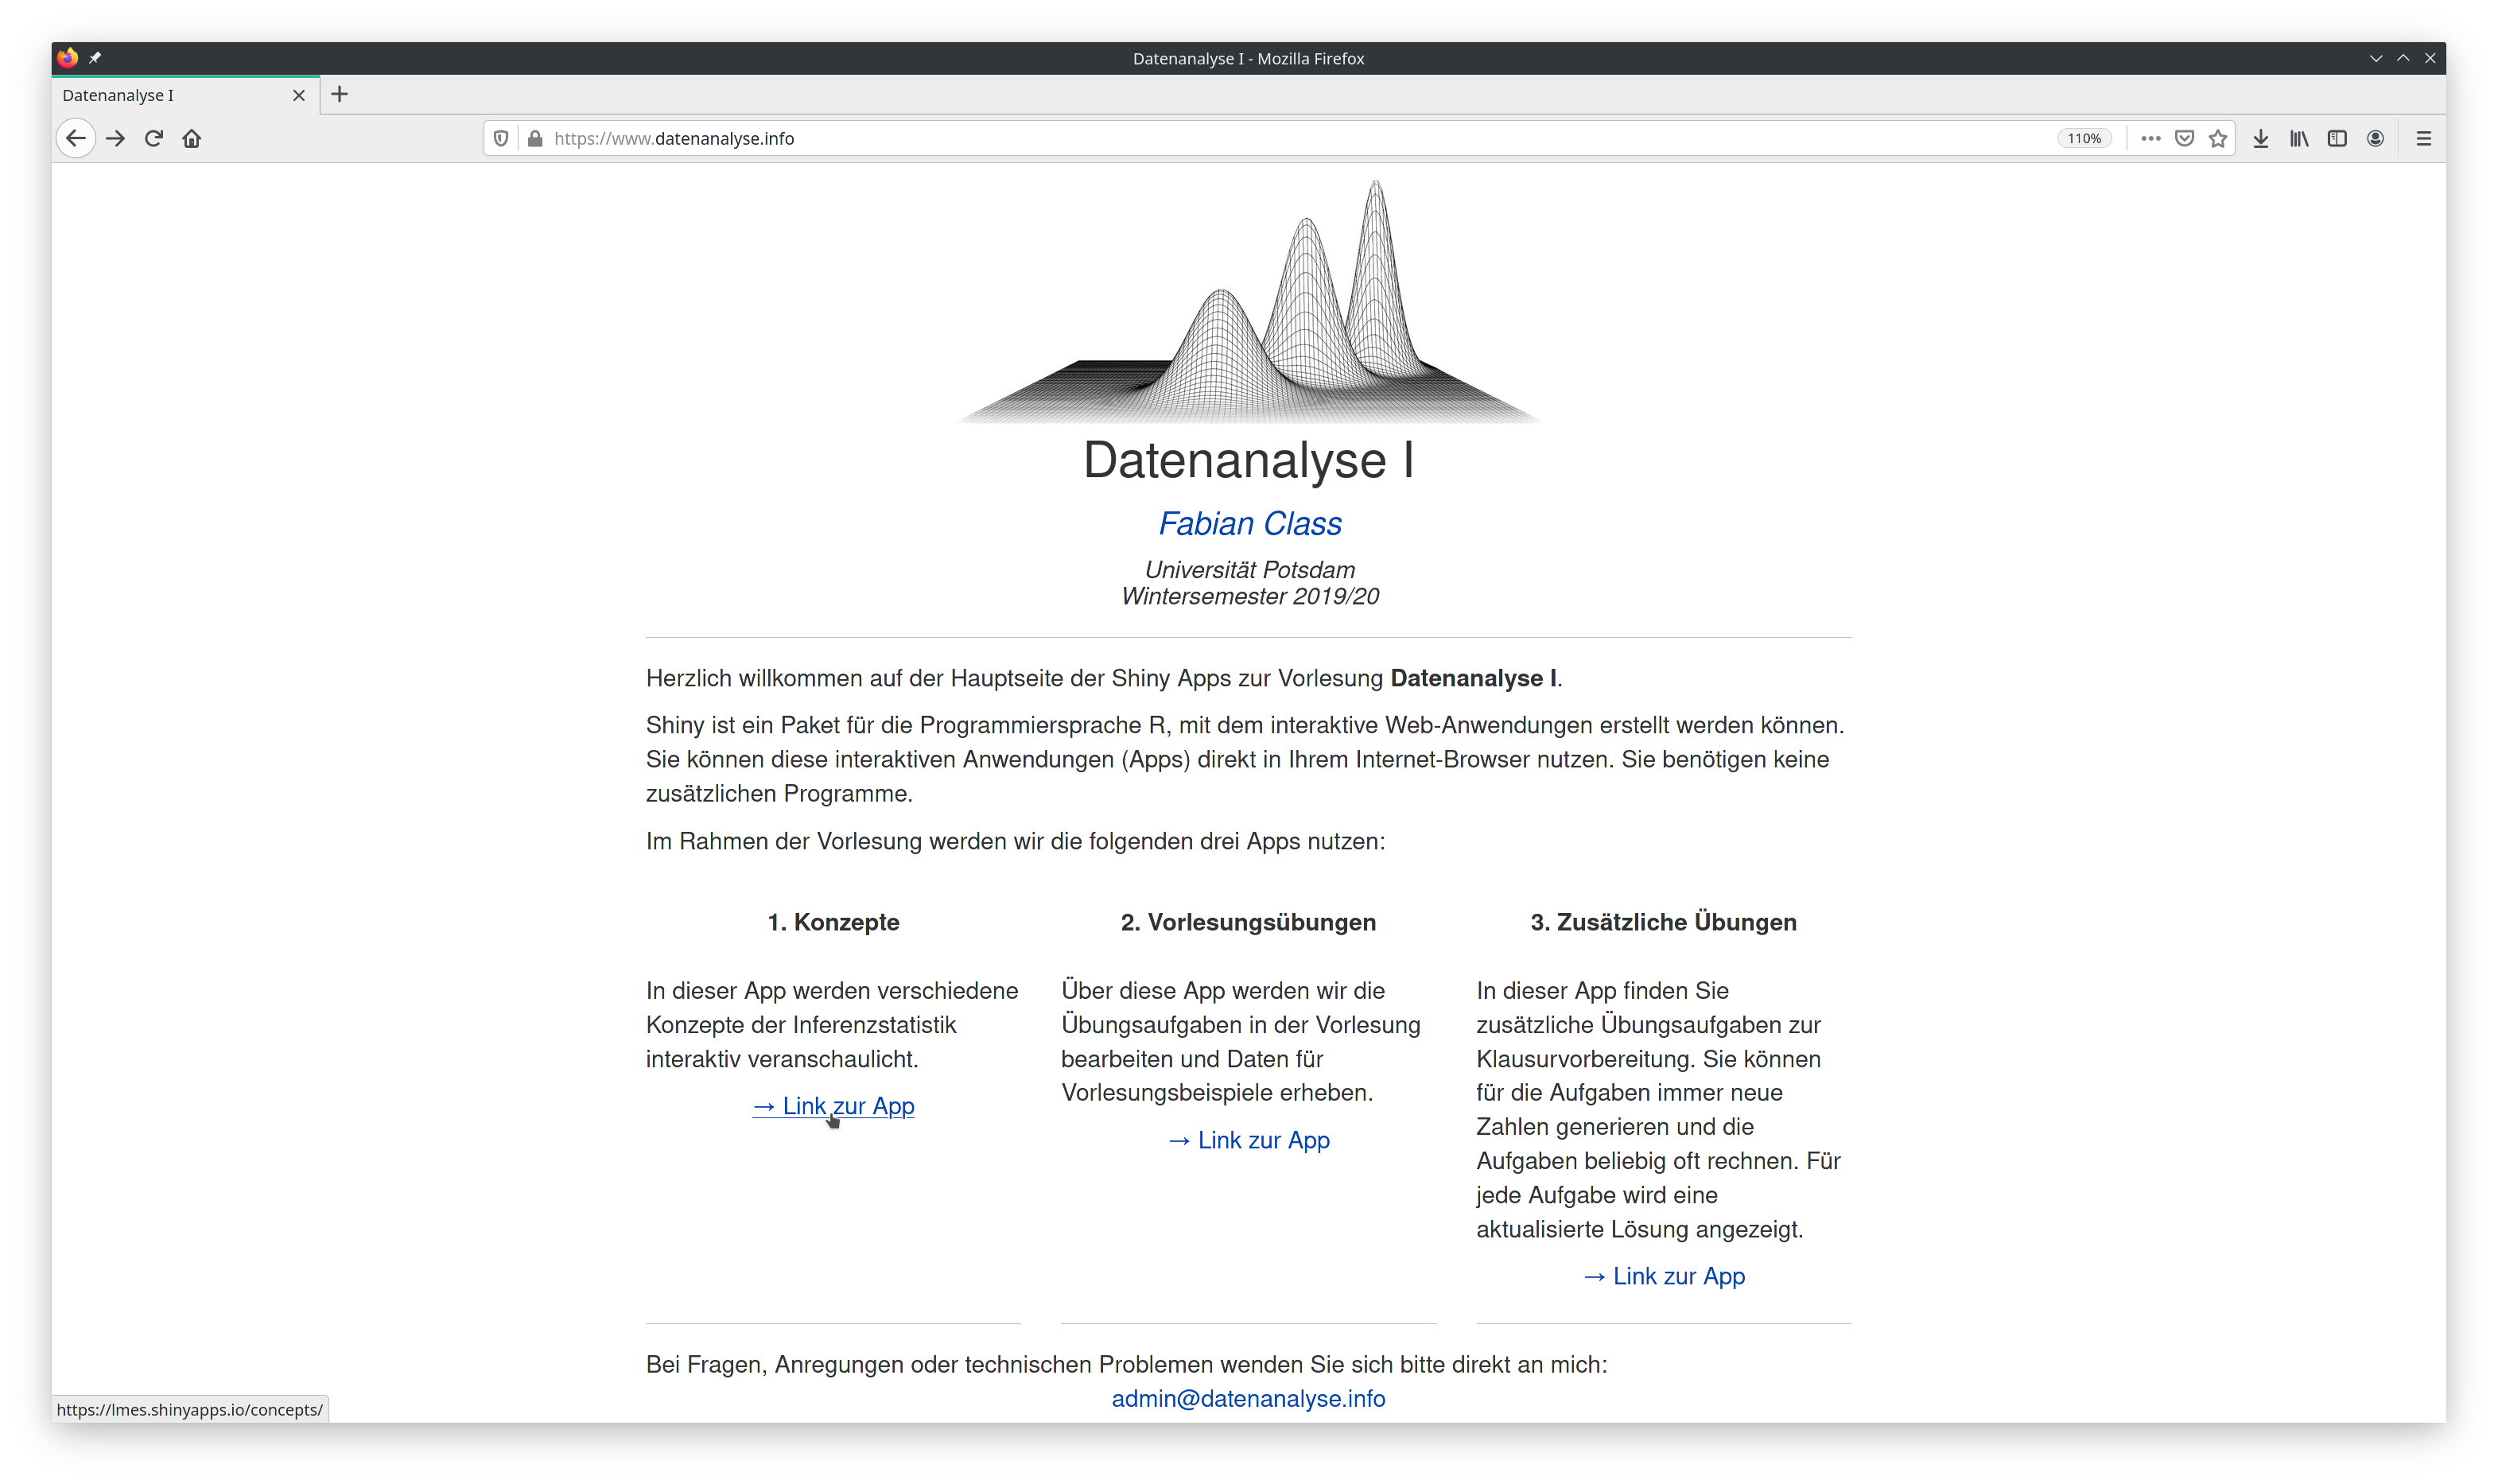 Datenanalyse I - Mozilla Firefox
Datenanalyse I
https://www.datenanalyse.info
110%
Datenanalyse I
Fabian Class
Universität Potsdam
Wintersemester 2019/20
Herzlich willkommen auf der Hauptseite der Shiny Apps zur Vorlesung Datenanalyse I.
Shiny ist ein Paket für die Programmiersprache R, mit dem interaktive Web-Anwendungen erstellt werden können.
Sie können diese interaktiven Anwendungen (Apps) direkt in Ihrem Internet-Browser nutzen. Sie benötigen keine
zusätzlichen Programme.
Im Rahmen der Vorlesung werden wir die folgenden drei Apps nutzen:
1. Konzepte
In dieser App werden verschiedene
Konzepte der Inferenzstatistik
interaktiv veranschaulicht.
→ Link zur App
2. Vorlesungsübungen
Über diese App werden wir die
Übungsaufgaben in der Vorlesung
bearbeiten und Daten für
Vorlesungsbeispiele erheben.
→ Link zur App
3. Zusätzliche Übungen
In dieser App finden Sie
zusätzliche Übungsaufgaben zur
Klausurvorbereitung. Sie können
für die Aufgaben immer neue
Zahlen generieren und die
Aufgaben beliebig oft rechnen. Für
jede Aufgabe wird eine
aktualisierte Lösung angezeigt.
→ Link zur App
Bei Fragen, Anregungen oder technischen Problemen wenden Sie sich bitte direkt an mich:
admin@datenanalyse.info
https://lmes.shinyapps.io/concepts/